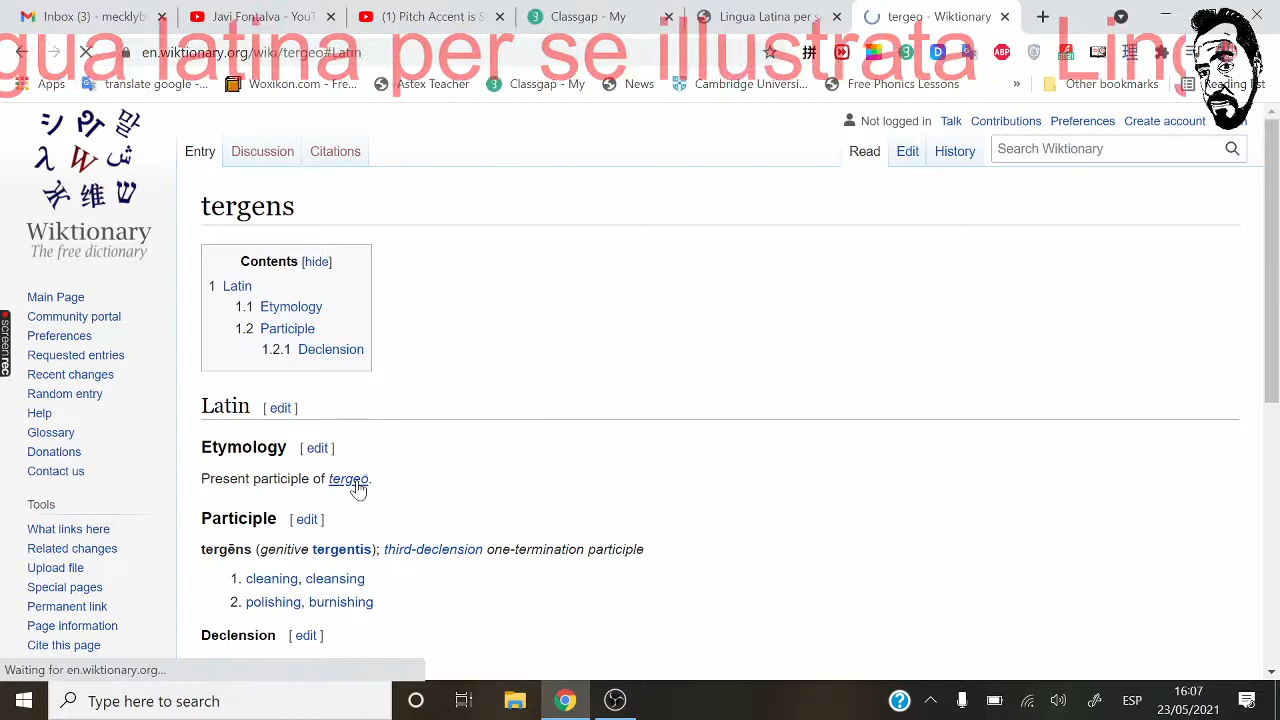 Inbox (3) - mecklyb
Javi Fontalva - YouT
(1) Pitch Accent is S
Classgap - My
Lingua Latina per s
tergeo - Wiktionary
gua latina per se illustrata Ling
en.wiktionary.org/wiki/tergeo#Latin
Apps
translate google -...
Woxikon.com - Fre...
Astex Teacher
Classgap - My
News
Cambridge Univer...
Free Phonics Lessons
»
Other bookmarks
Reading list
Not logged in Talk Contributions Preferences Create account
Entry Discussion Citations Read Edit History Search Wiktionary
Wiktionary
The free dictionary
Main Page
Community portal
Preferences
Requested entries
Recent changes
Random entry
Help
Glossary
Donations
Contact us
Tools
What links here
Related changes
Upload file
Special pages
Permanent link
Page information
Cite this page
tergens
Contents [hide]
1 Latin
1.1 Etymology
1.2 Participle
1.2.1 Declension
Latin [ edit ]
Etymology [ edit ]
Present participle of tergeō.
Participle [ edit ]
tergēns (genitive tergentis); third-declension one-termination participle
1. cleaning, cleansing
2. polishing, burnishing
Declension [ edit ]
screenrec
Waiting for en.wiktionary.org...
Type here to search
ESP
16:07
23/05/2021